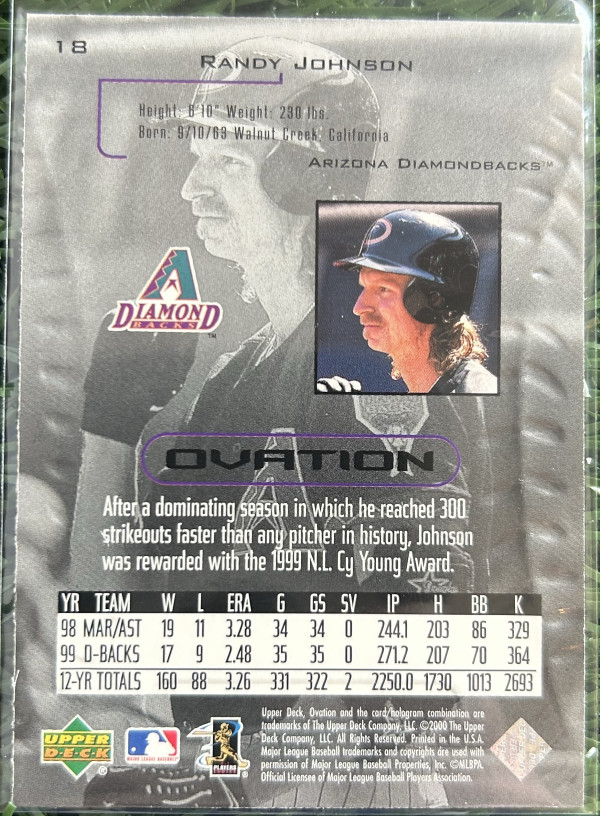 18
RANDY JOHNSON
Height: 6'10" Weight: 230 lbs.
Born: 9/10/63 Walnut Creek, California
ARIZONA DIAMONDBACKS™
DIAMOND
BACKS
™
OVATION
After a dominating season in which he reached 300
strikeouts faster than any pitcher in history, Johnson
was rewarded with the 1999 N.L. Cy Young Award.
YR TEAM W L ERA G GS SV IP H BB K
98 MAR/AST 19 11 3.28 34 34 0 244.1 203 86 329
99 D-BACKS 17 9 2.48 35 35 0 271.2 207 70 364
12-YR TOTALS 160 88 3.26 331 322 2 2250.0 1730 1013 2693
Upper Deck, Ovation and the card/hologram combination are
trademarks of The Upper Deck Company, LLC. ©2000 The Upper
Deck Company, LLC. All Rights Reserved. Printed in the U.S.A.
Major League Baseball trademarks and copyrights are used with
permission of Major League Baseball Properties, Inc. ©MLBPA.
Official Licensee of Major League Baseball Players Association.
UPPER
DECK
®
MAJOR LEAGUE BASEBALL
PLAYERS